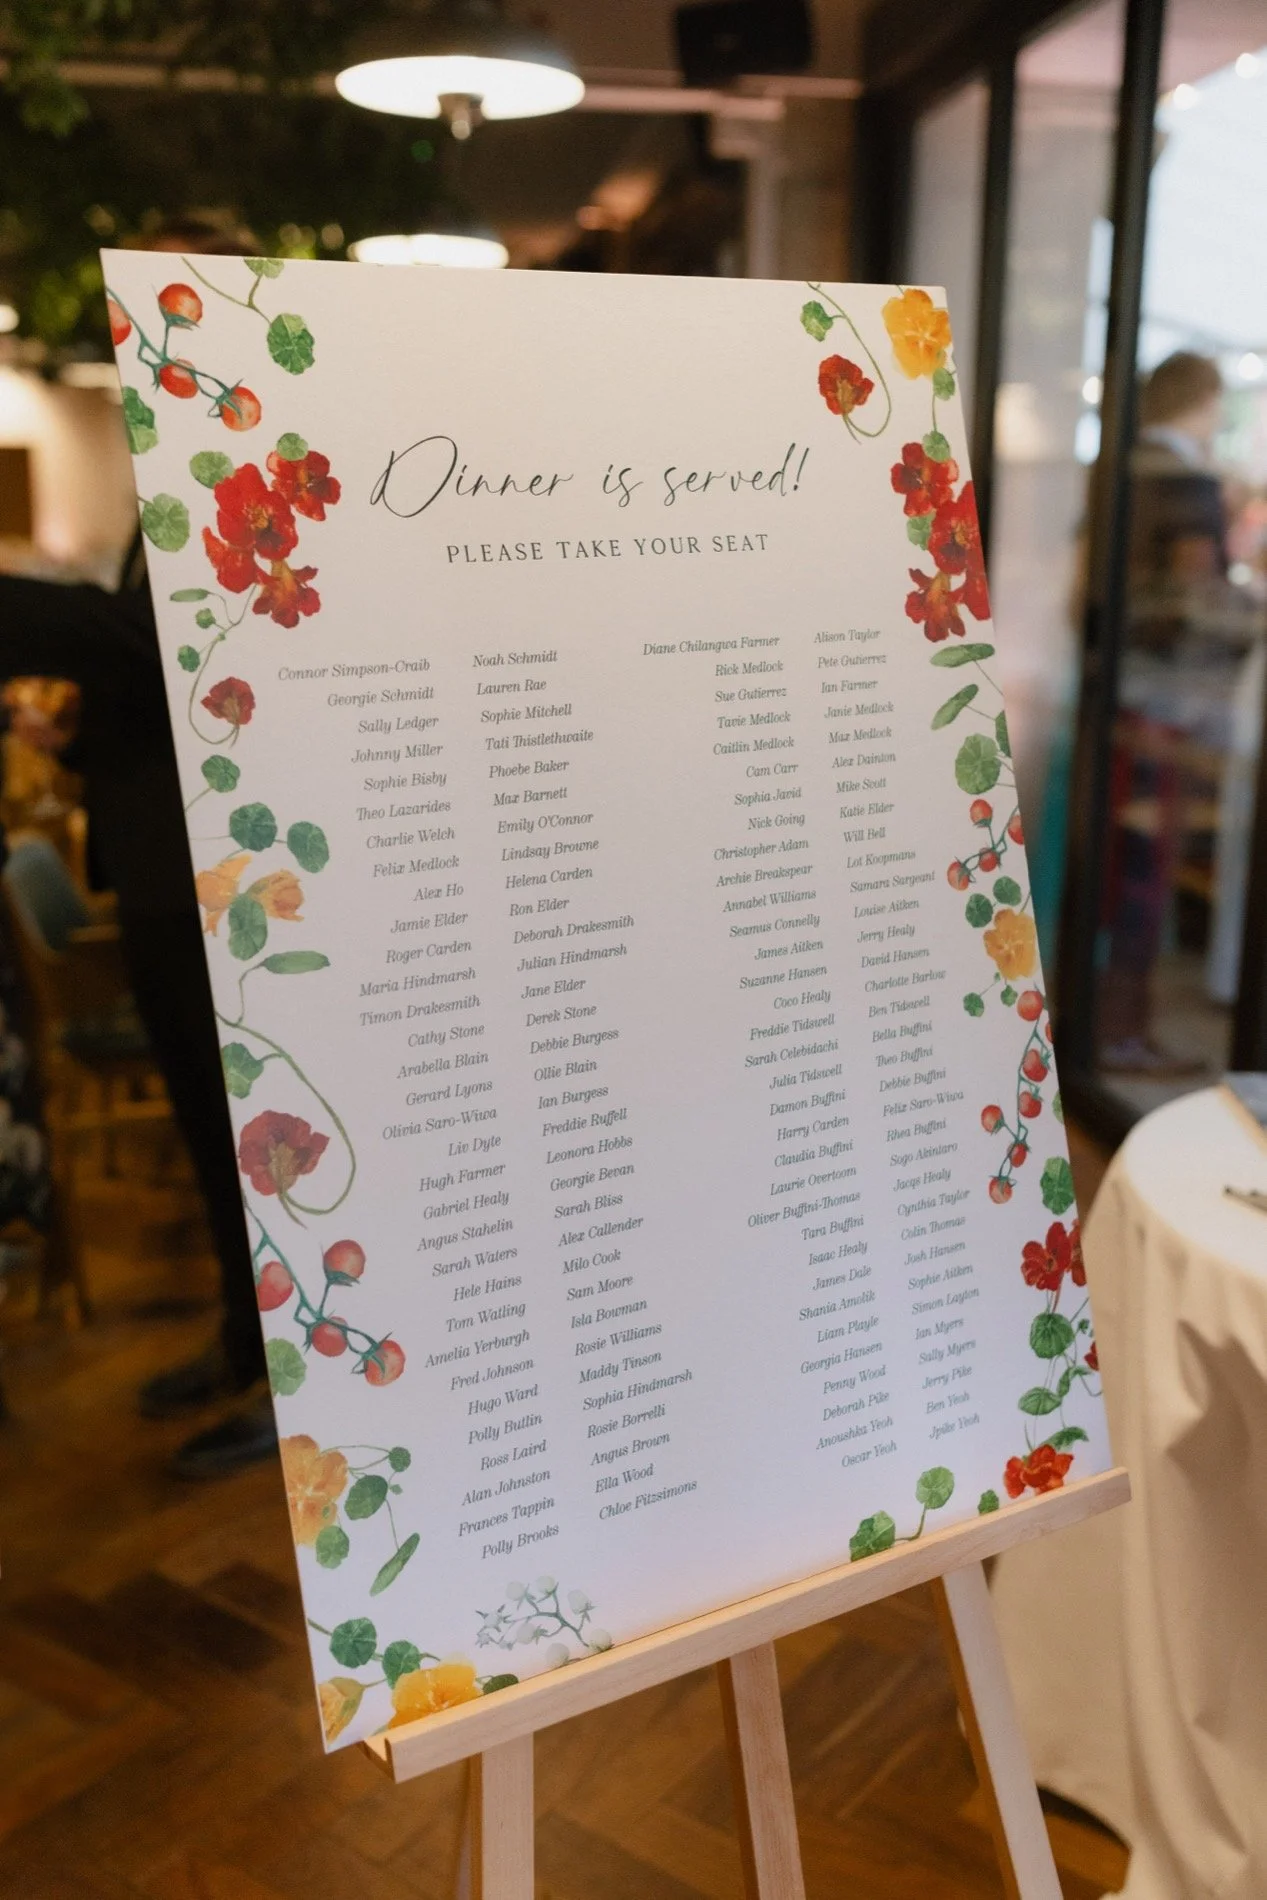 Dinner is served!
PLEASE TAKE YOUR SEAT
Connor Simpson-Craib
Georgie Schmidt
Sally Ledger
Johnny Miller
Sophie Bisby
Theo Lazarides
Charlie Welch
Felix Medlock
Alex Ho
Jamie Elder
Roger Carden
Maria Hindmarsh
Timon Drakesmith
Cathy Stone
Arabella Blain
Gerard Lyons
Olivia Saro-Wiwa
Liv Dyte
Hugh Farmer
Gabriel Healy
Angus Stahelin
Sarah Waters
Hele Hains
Tom Watling
Amelia Yerburgh
Fred Johnson
Hugo Ward
Polly Butlin
Ross Laird
Alan Johnston
Frances Tappin
Polly Brooks
Noah Schmidt
Lauren Rae
Sophie Mitchell
Tati Thistlethwaite
Phoebe Baker
Max Barnett
Emily O'Connor
Lindsay Browne
Helena Carden
Ron Elder
Deborah Drakesmith
Julian Hindmarsh
Jane Elder
Derek Stone
Debbie Burgess
Ollie Blain
Ian Burgess
Freddie Ruffell
Leonora Hobbs
Georgie Bevan
Sarah Bliss
Alex Callender
Milo Cook
Sam Moore
Isla Bowman
Rosie Williams
Maddy Tinson
Sophia Hindmarsh
Rosie Borrelli
Angus Brown
Ella Wood
Chloe Fitzsimons
Diane Chilangwa Farmer
Rick Medlock
Sue Gutierrez
Tavie Medlock
Caitlin Medlock
Cam Carr
Sophia Javid
Nick Going
Christopher Adam
Archie Breakspear
Annabel Williams
Seamus Connelly
James Aitken
Suzanne Hansen
Coco Healy
Freddie Tidswell
Sarah Celebidachi
Julia Tidswell
Damon Buffini
Harry Carden
Claudia Buffini
Laurie Overtoom
Oliver Buffini-Thomas
Tara Buffini
Isaac Healy
James Dale
Shania Amolik
Liam Playle
Georgia Hansen
Penny Wood
Deborah Pike
Anoushka Yeoh
Oscar Yeoh
Alison Taylor
Pete Gutierrez
Ian Farmer
Janie Medlock
Max Medlock
Alex Dainton
Mike Scott
Katie Elder
Will Hell
Lot Koopmans
Samara Sargeant
Louise Aitken
Jerry Healy
David Hansen
Charlotte Barlow
Ben Tidswell
Bella Buffini
Theo Buffini
Debbie Buffini
Felix Saro-Wiwa
Rhea Buffini
Sogo Akintaro
Jacqs Healy
Cynthia Taylor
Colin Thomas
Josh Hansen
Sophie Aitken
Simon Layton
Ian Myers
Sally Myers
Jerry Pike
Ben Yeoh
Jpike Yeoh